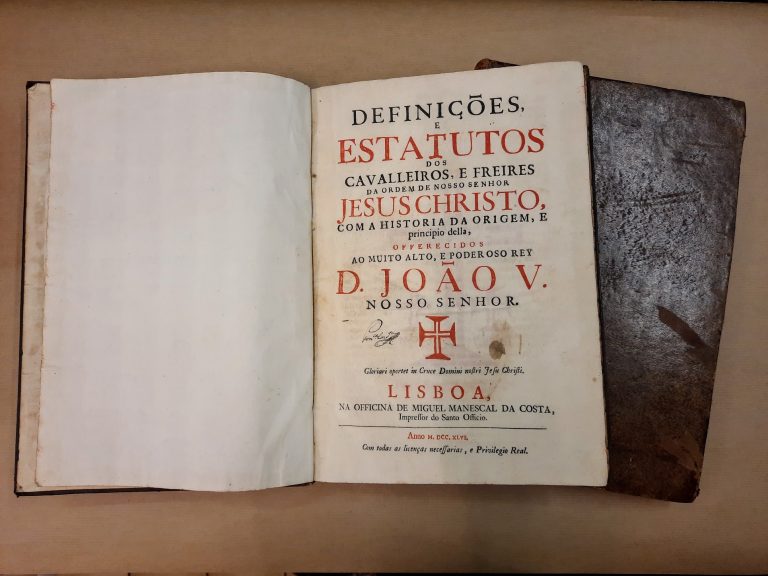 DEFINIÇÕES,
E
ESTATUTOS
DOS
CAVALLEIROS, E FREIRES
DA ORDEM DE NOSSO SENHOR
JESUS CHRISTO,
COM A HISTORIA DA ORIGEM, E
principio della,
OFFERECIDOS
AO MUITO ALTO, E PODEROSO REY
D. JOÃO V.
NOSSO SENHOR.
Gloriari oportet in Cruce Domini nostri Jesu Christi.
LISBOA,
NA OFFICINA DE MIGUEL MANESCAL DA COSTA,
Impressor do Santo Officio.
Anno M. DCC. XLVI.
Com todas as licenças necessarias, e Privilegio Real.